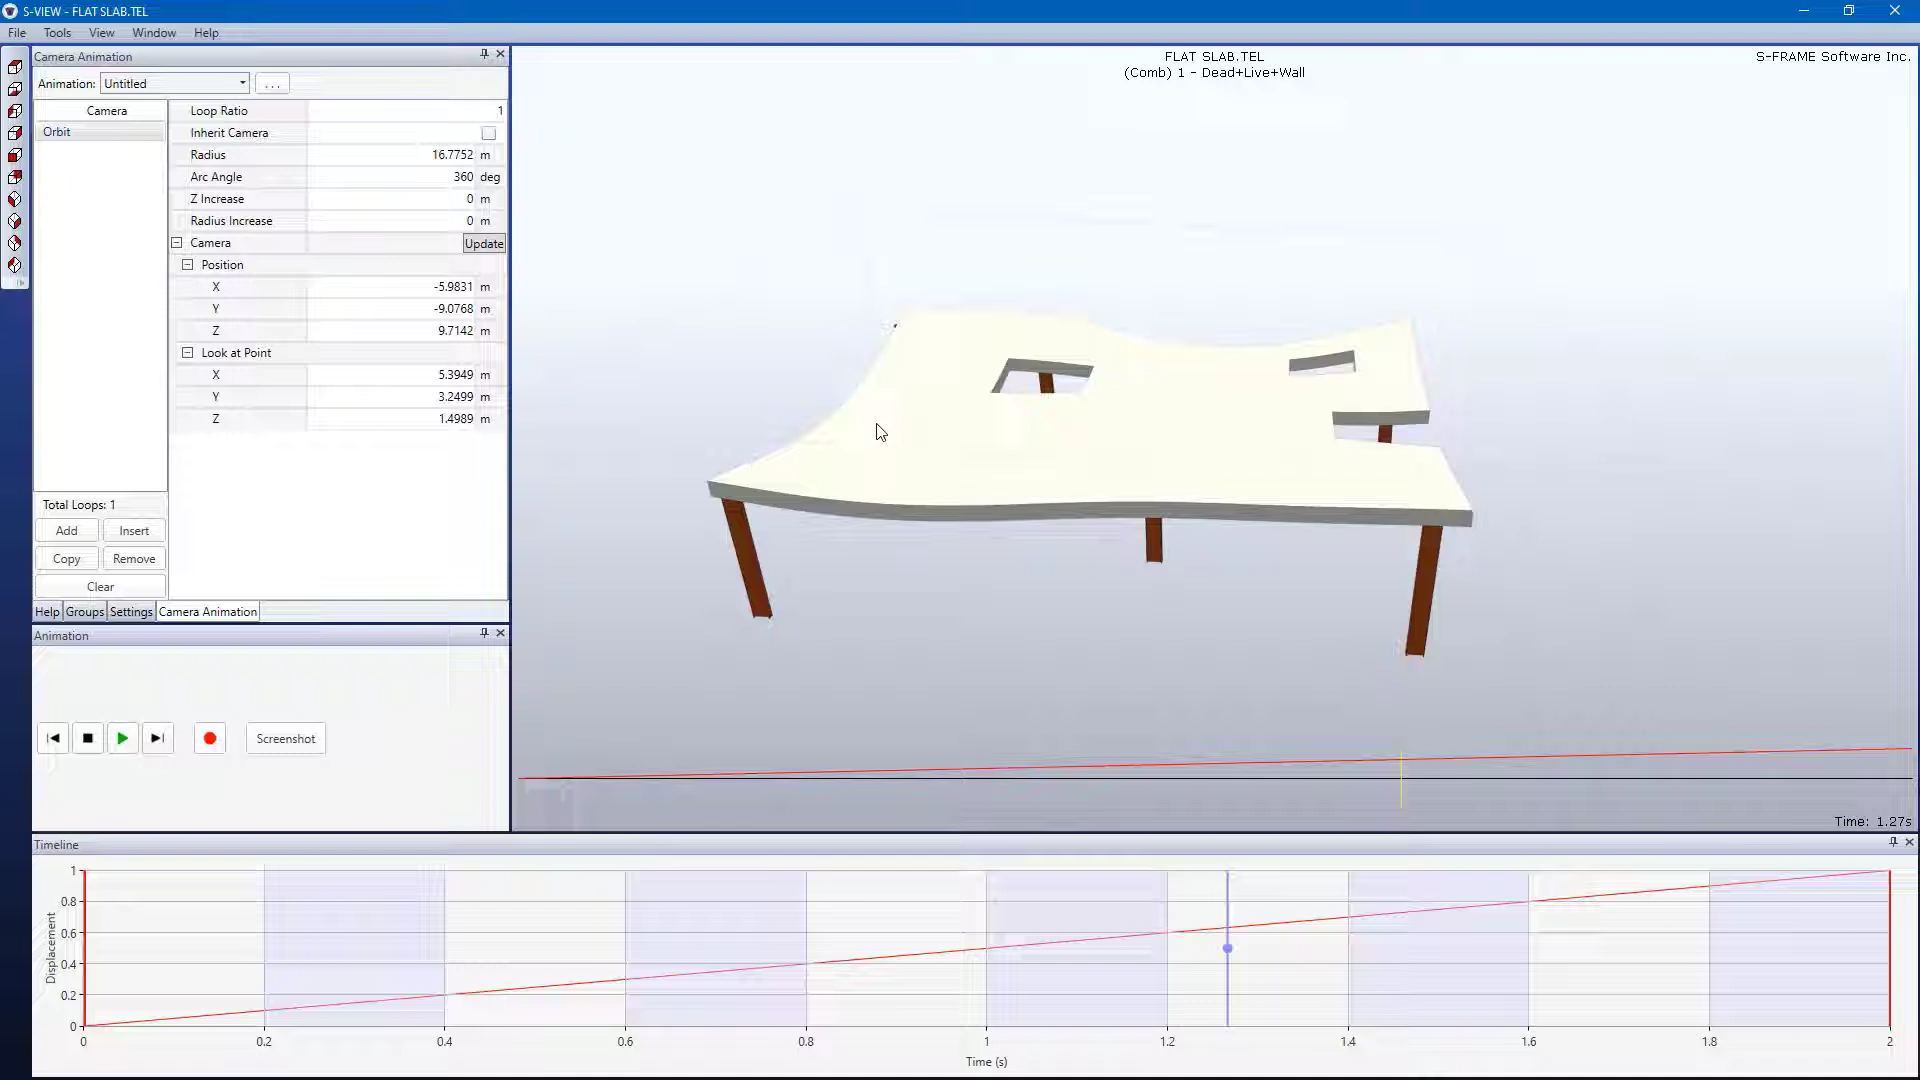 S-VIEW - FLAT SLAB.TEL
File Tools View Window Help
Camera Animation
Animation: Untitled ...
Camera
Orbit
Loop Ratio 1
Inherit Camera
Radius 16.7752 m
Arc Angle 360 deg
Z Increase 0 m
Radius Increase 0 m
Camera Update
Position
X -5.9831 m
Y -9.0768 m
Z 9.7142 m
Look at Point
X 5.3949 m
Y 3.2499 m
Z 1.4989 m
Total Loops: 1
Add Insert
Copy Remove
Clear
Help Groups Settings Camera Animation
Animation
Screenshot
FLAT SLAB.TEL
(Comb) 1 - Dead+Live+Wall
S-FRAME Software Inc.
Time: 1.27s
Timeline
1
0.8
0.6
0.4
0.2
0
Displacement
0 0.2 0.4 0.6 0.8 1 1.2 1.4 1.6 1.8 2
Time (s)